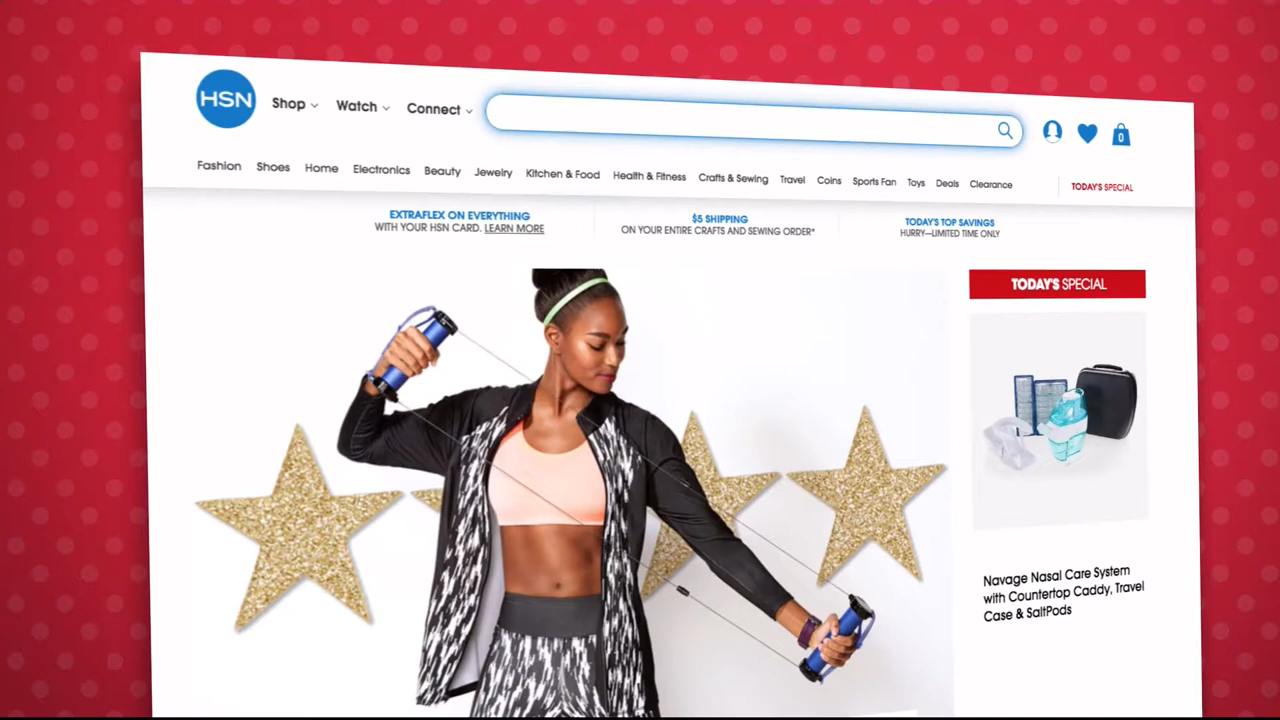 HSN
Shop
Watch
Connect
0
Fashion
Shoes
Home
Electronics
Beauty
Jewelry
Kitchen & Food
Health & Fitness
Crafts & Sewing
Travel
Coins
Sports Fan
Toys
Deals
Clearance
TODAY'S SPECIAL
EXTRAFLEX ON EVERYTHING
WITH YOUR HSN CARD. LEARN MORE
$5 SHIPPING
ON YOUR ENTIRE CRAFTS AND SEWING ORDER*
TODAY'S TOP SAVINGS
HURRY—LIMITED TIME ONLY
TODAY'S SPECIAL
Navage Nasal Care System
with Countertop Caddy, Travel
Case & SaltPods